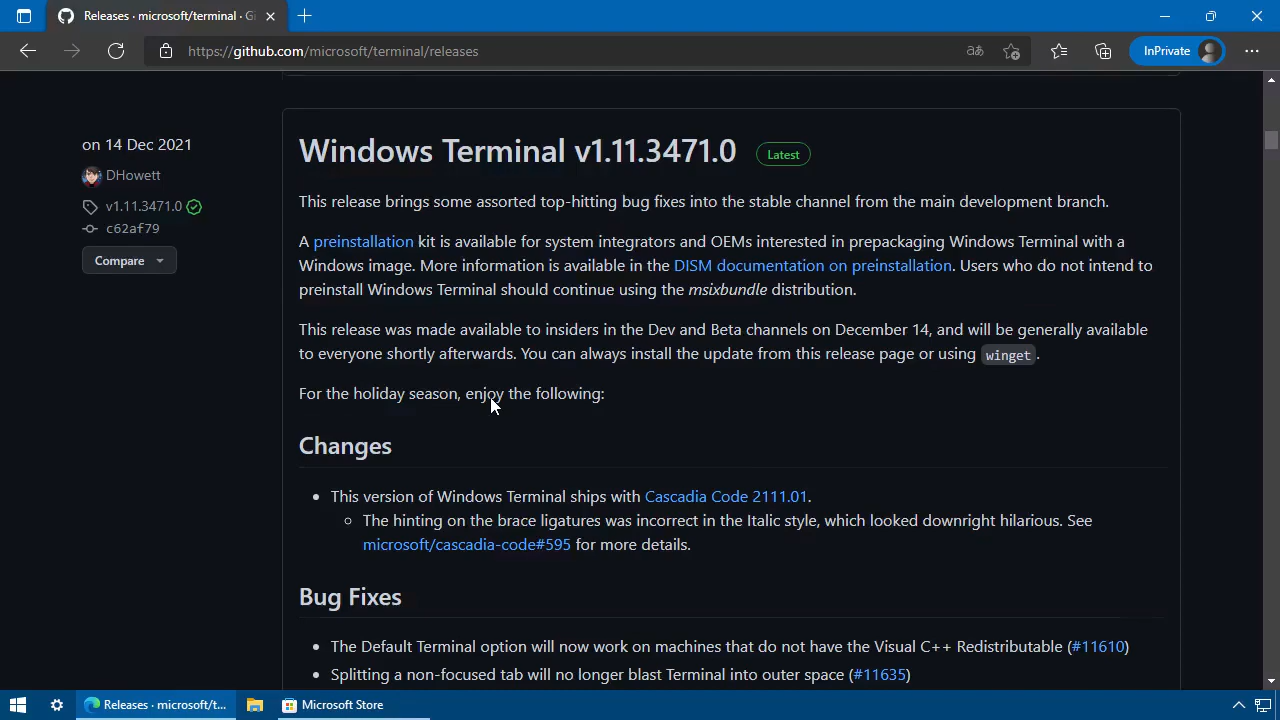 Releases · microsoft/terminal · Gi
https://github.com/microsoft/terminal/releases
aあ
InPrivate
on 14 Dec 2021
DHowett
v1.11.3471.0
c62af79
Compare
Windows Terminal v1.11.3471.0 Latest
This release brings some assorted top-hitting bug fixes into the stable channel from the main development branch.
A preinstallation kit is available for system integrators and OEMs interested in prepackaging Windows Terminal with a
Windows image. More information is available in the DISM documentation on preinstallation. Users who do not intend to
preinstall Windows Terminal should continue using the msixbundle distribution.
This release was made available to insiders in the Dev and Beta channels on December 14, and will be generally available
to everyone shortly afterwards. You can always install the update from this release page or using winget.
For the holiday season, enjoy the following:
Changes
• This version of Windows Terminal ships with Cascadia Code 2111.01.
◦ The hinting on the brace ligatures was incorrect in the Italic style, which looked downright hilarious. See
microsoft/cascadia-code#595 for more details.
Bug Fixes
• The Default Terminal option will now work on machines that do not have the Visual C++ Redistributable (#11610)
• Splitting a non-focused tab will no longer blast Terminal into outer space (#11635)
Releases · microsoft/t...
Microsoft Store